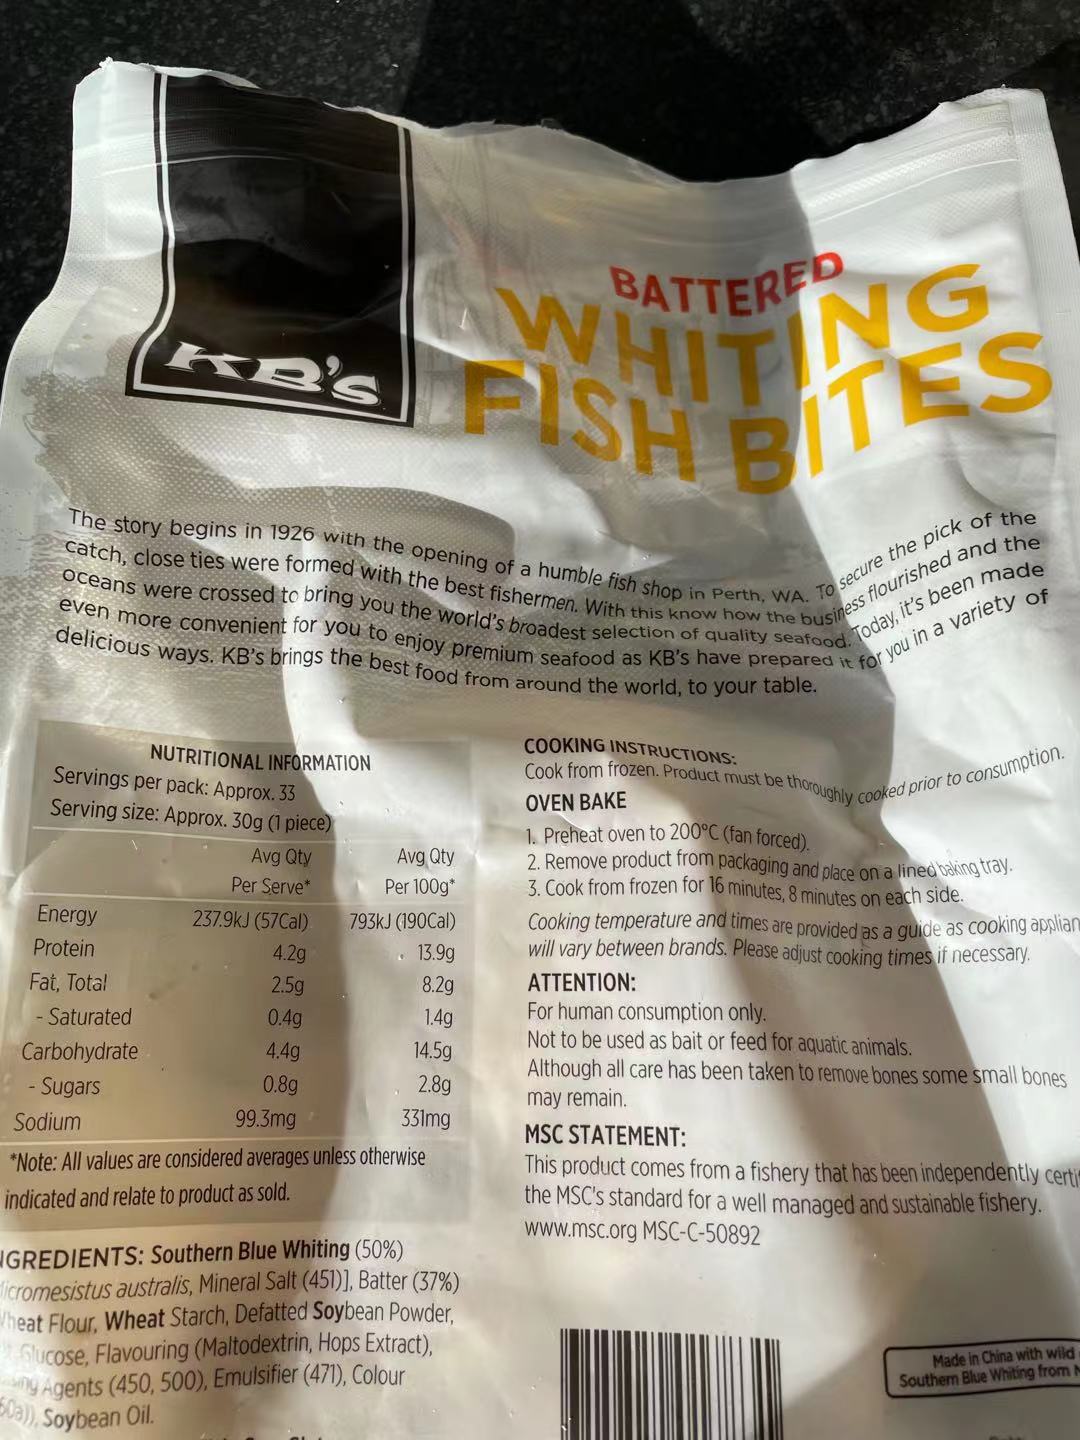 KB'S
BATTERED
WHITING
FISH BITES
The story begins in 1926 with the opening of a humble fish shop in Perth, WA. To secure the pick of the
catch, close ties were formed with the best fishermen. With this know how the business flourished and the
oceans were crossed to bring you the world's broadest selection of quality seafood. Today, it's been made
even more convenient for you to enjoy premium seafood as KB's have prepared it for you in a variety of
delicious ways. KB's brings the best food from around the world, to your table.
NUTRITIONAL INFORMATION
Servings per pack: Approx. 33
Serving size: Approx. 30g (1 piece)
Avg Qty Avg Qty
Per Serve* Per 100g*
Energy 237.9kJ (57Cal) 793kJ (190Cal)
Protein 4.2g 13.9g
Fat, Total 2.5g 8.2g
- Saturated 0.4g 1.4g
Carbohydrate 4.4g 14.5g
- Sugars 0.8g 2.8g
Sodium 99.3mg 331mg
*Note: All values are considered averages unless otherwise
indicated and relate to product as sold.
NGREDIENTS: Southern Blue Whiting (50%)
icromesistus australis, Mineral Salt (451)], Batter (37%)
heat Flour, Wheat Starch, Defatted Soybean Powder,
Glucose, Flavouring (Maltodextrin, Hops Extract),
Agents (450, 500), Emulsifier (471), Colour
Soybean Oil.
COOKING INSTRUCTIONS:
Cook from frozen. Product must be thoroughly cooked prior to consumption.
OVEN BAKE
1. Preheat oven to 200°C (fan forced).
2. Remove product from packaging and place on a lined baking tray.
3. Cook from frozen for 16 minutes, 8 minutes on each side.
Cooking temperature and times are provided as a guide as cooking applian
will vary between brands. Please adjust cooking times if necessary.
ATTENTION:
For human consumption only.
Not to be used as bait or feed for aquatic animals.
Although all care has been taken to remove bones some small bones
may remain.
MSC STATEMENT:
This product comes from a fishery that has been independently certi
the MSC's standard for a well managed and sustainable fishery.
www.msc.org MSC-C-50892
Made in China with wild
Southern Blue Whiting from